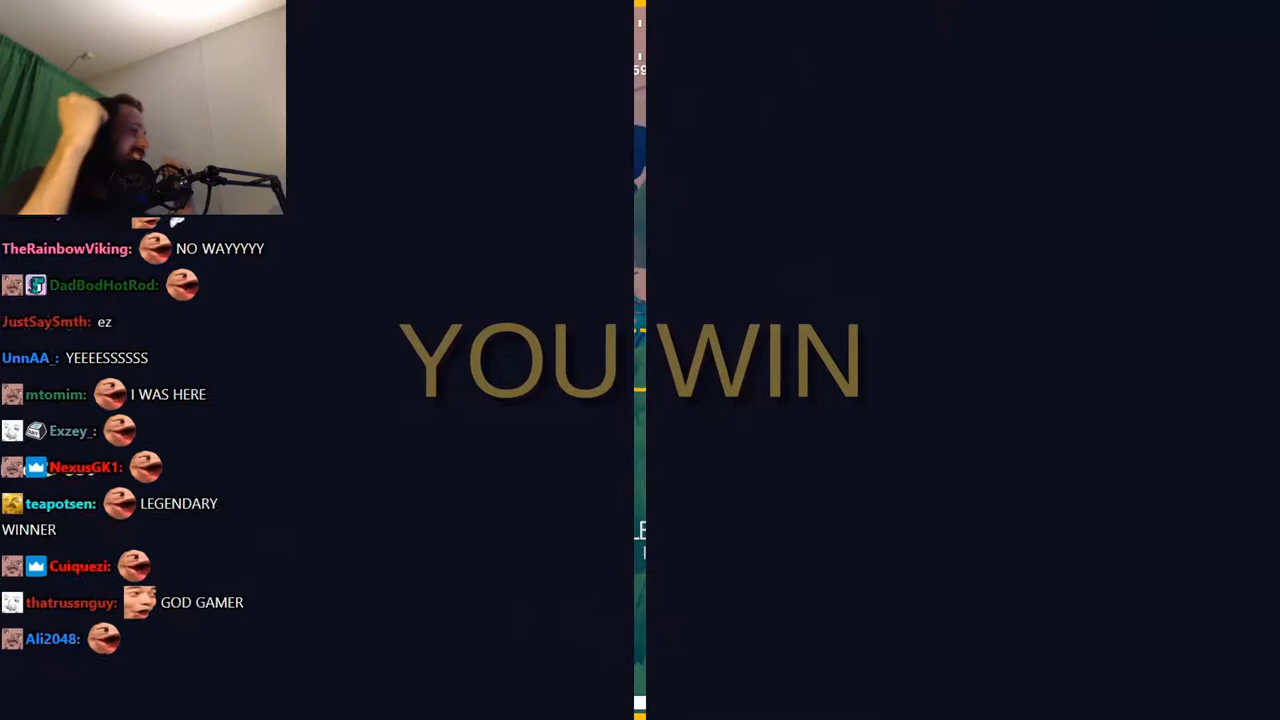 59
TheRainbowViking: NO WAYYYYY
DadBodHotRod:
JustSaySmth: ez
UnnAA_: YEEEESSSSSS
YOU WIN
mtomim: I WAS HERE
Exzey_:
NexusGK1:
teapotsen: LEGENDARY
WINNER
Cuiquezi:
thatrussnguy: GOD GAMER
Ali2048: